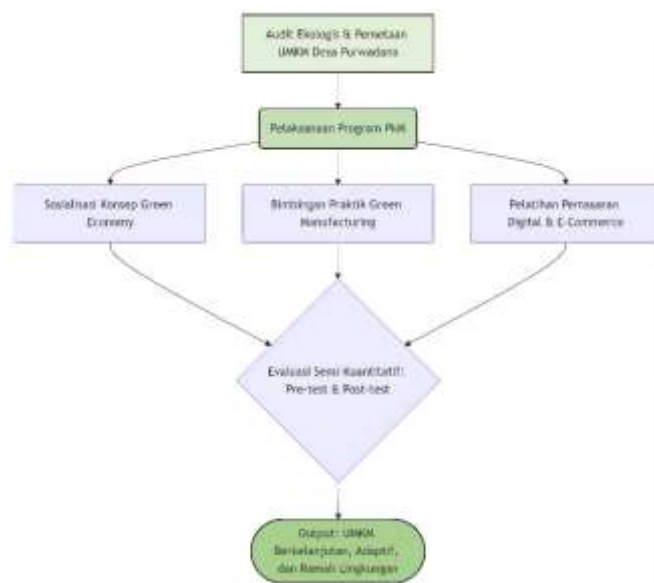 Audit Ekologis & Pemetaan
UMKM Desa Purwadana
Pelaksanaan Program PkM
Sosialisasi Konsep Green
Economy
Bimbingan Praktik Green
Manufacturing
Pelatihan Pemasaran
Digital & E-Commerce
Evaluasi Semi-Kuantitatif:
Pre-test & Post-test
Output: UMKM
Berkelanjutan, Adaptif,
dan Ramah Lingkungan